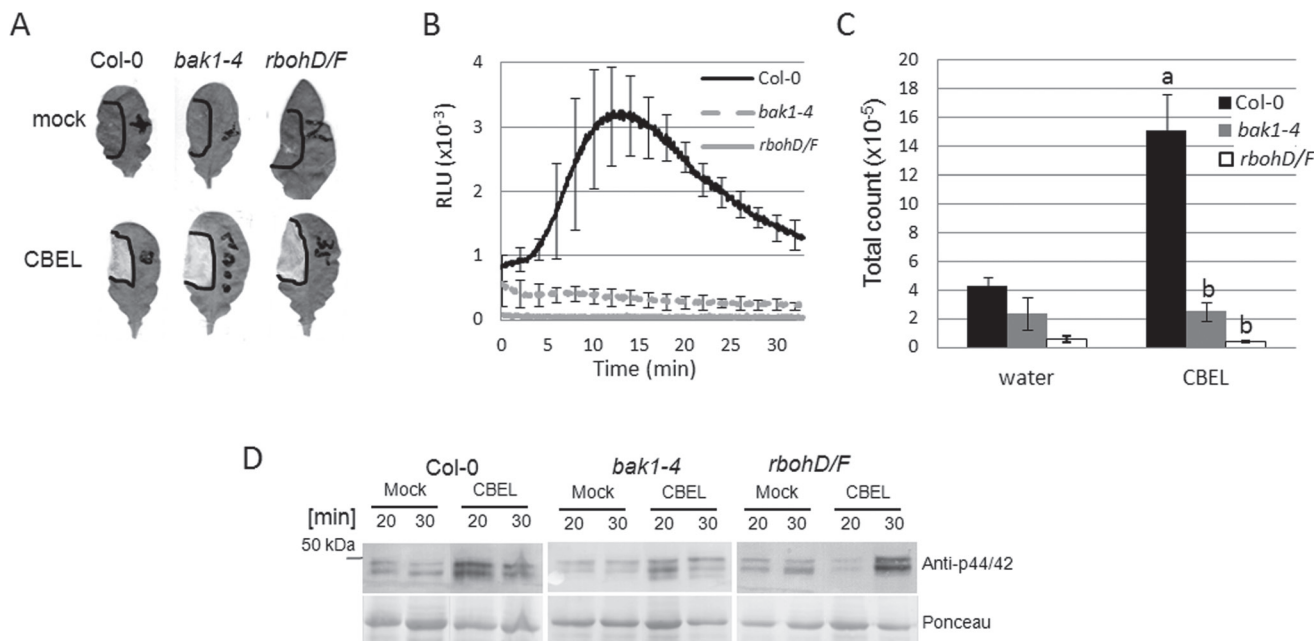 A
Col-0 bak1-4 rbohD/F
mock
CBEL
B
RLU (x10-3)
4
3
2
1
0
0 5 10 15 20 25 30
Time (min)
Col-0
bak1-4
rbohD/F
C
Total count (x10-5)
20
18
16
14
12
10
8
6
4
2
0
a
b
b
Col-0
bak1-4
rbohD/F
water CBEL
D
Col-0 bak1-4 rbohD/F
Mock CBEL Mock CBEL Mock CBEL
[min] 20 30 20 30 20 30 20 30 20 30 20 30
50 kDa
Anti-p44/42
Ponceau